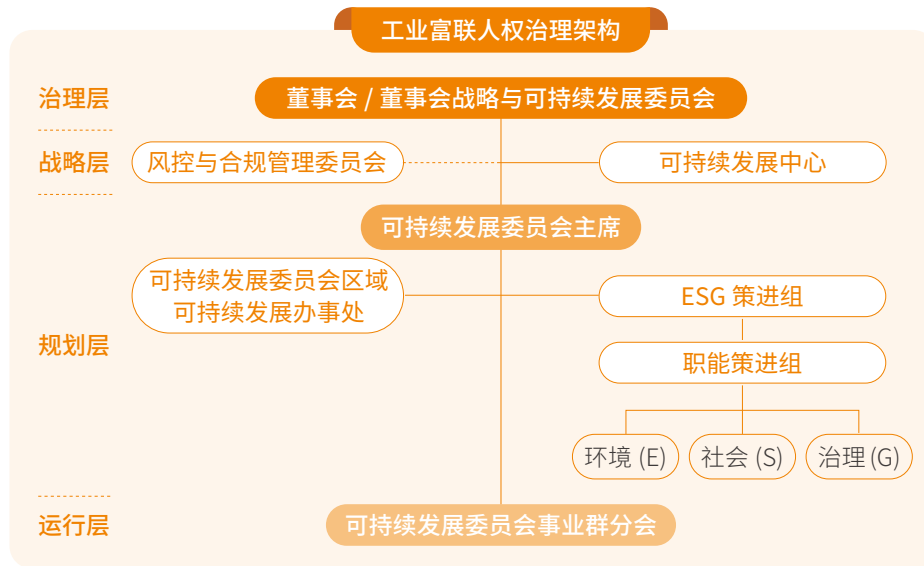 工业富联人权治理架构
治理层
董事会 / 董事会战略与可持续发展委员会
战略层
风控与合规管理委员会
可持续发展中心
可持续发展委员会主席
规划层
可持续发展委员会区域
可持续发展办事处
ESG 策进组
职能策进组
环境 (E)
社会 (S)
治理 (G)
运行层
可持续发展委员会事业群分会